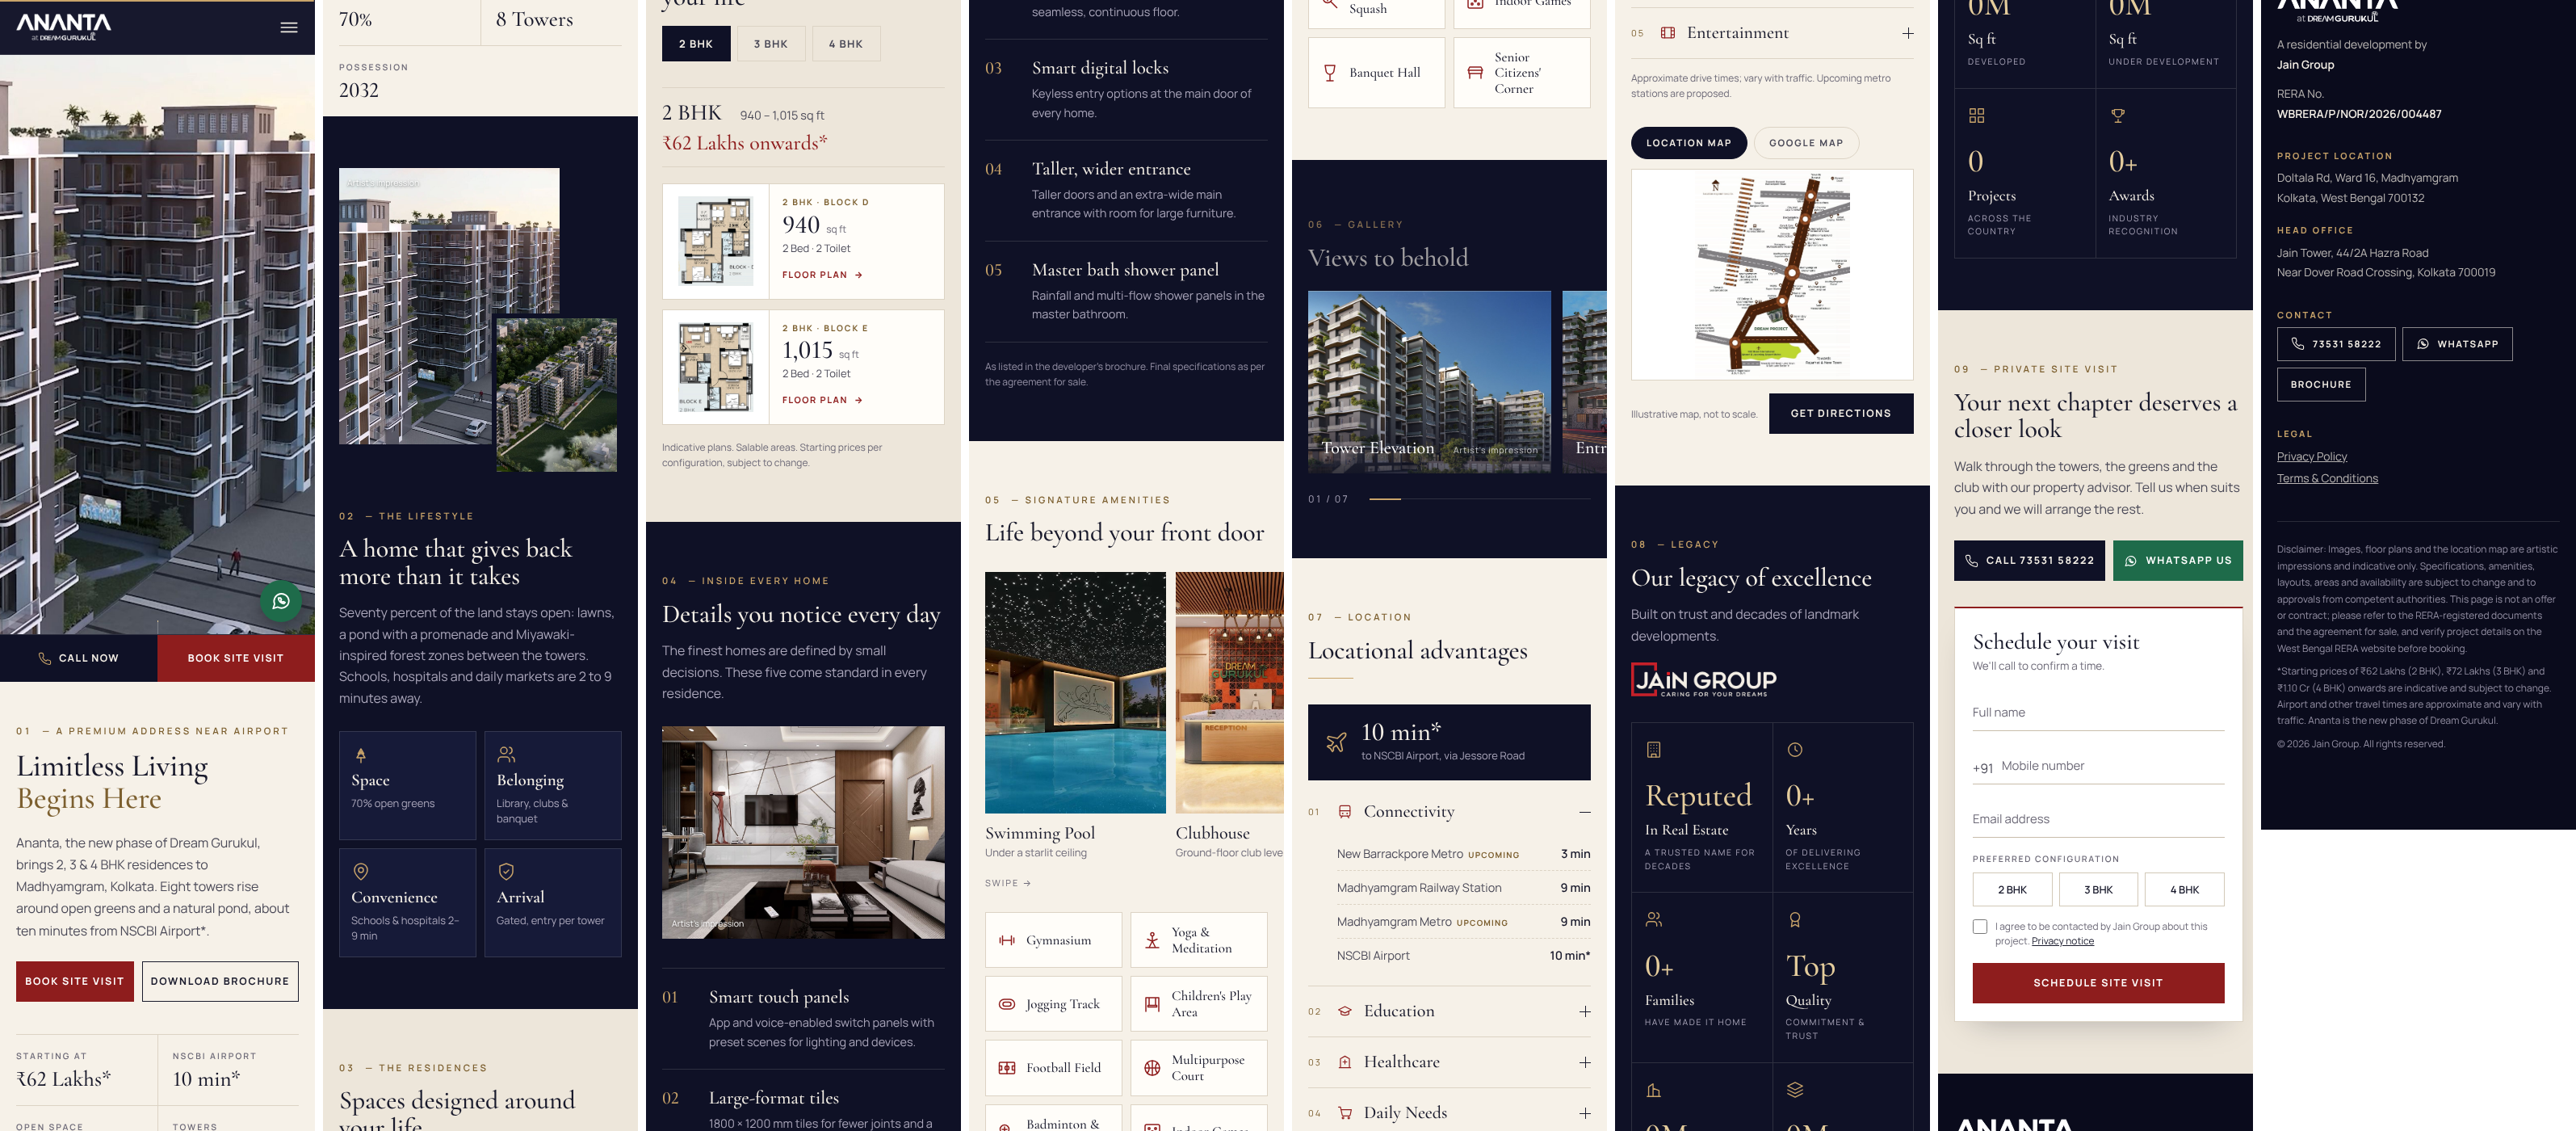 ANANTA
at DREAM GURUKUL
CALL NOW
BOOK SITE VISIT
01 — A PREMIUM ADDRESS NEAR AIRPORT
Limitless Living
Begins Here
Ananta, the new phase of Dream Gurukul,
brings 2, 3 & 4 BHK residences to
Madhyamgram, Kolkata. Eight towers rise
around open greens and a natural pond, about
ten minutes from NSCBI Airport*.
BOOK SITE VISIT
DOWNLOAD BROCHURE
STARTING AT
₹62 Lakhs*
NSCBI AIRPORT
10 min*
OPEN SPACE
TOWERS
70%
8 Towers
POSSESSION
2032
Artist's impression
02 — THE LIFESTYLE
A home that gives back
more than it takes
Seventy percent of the land stays open: lawns,
a pond with a promenade and Miyawaki-
inspired forest zones between the towers.
Schools, hospitals and daily markets are 2 to 9
minutes away.
Space
70% open greens
Belonging
Library, clubs &
banquet
Convenience
Schools & hospitals 2–
9 min
Arrival
Gated, entry per tower
03 — THE RESIDENCES
Spaces designed around
your life
your life
2 BHK
3 BHK
4 BHK
2 BHK 940 – 1,015 sq ft
₹62 Lakhs onwards*
2 BHK · BLOCK D
940 sq ft
2 Bed · 2 Toilet
FLOOR PLAN →
2 BHK · BLOCK E
1,015 sq ft
2 Bed · 2 Toilet
FLOOR PLAN →
BLOCK E
Indicative plans. Salable areas. Starting prices per
configuration, subject to change.
04 — INSIDE EVERY HOME
Details you notice every day
The finest homes are defined by small
decisions. These five come standard in every
residence.
Artist's impression
01 Smart touch panels
App and voice-enabled switch panels with
preset scenes for lighting and devices.
02 Large-format tiles
1800 × 1200 mm tiles for fewer joints and a
seamless, continuous floor.
03 Smart digital locks
Keyless entry options at the main door of
every home.
04 Taller, wider entrance
Taller doors and an extra-wide main
entrance with room for large furniture.
05 Master bath shower panel
Rainfall and multi-flow shower panels in the
master bathroom.
As listed in the developer's brochure. Final specifications as per
the agreement for sale.
05 — SIGNATURE AMENITIES
Life beyond your front door
DREAM GURUKUL
RECEPTION
Swimming Pool
Under a starlit ceiling
Clubhouse
Ground-floor club leve
SWIPE →
Gymnasium
Yoga &
Meditation
Jogging Track
Children's Play
Area
Football Field
Multipurpose
Court
Badminton &
Squash
Indoor Games
Banquet Hall
Senior
Citizens'
Corner
06 — GALLERY
Views to behold
Tower Elevation
Artist's impression
Entr
01 / 07
07 — LOCATION
Locational advantages
10 min*
to NSCBI Airport, via Jessore Road
01 Connectivity
New Barrackpore Metro UPCOMING 3 min
Madhyamgram Railway Station 9 min
Madhyamgram Metro UPCOMING 9 min
NSCBI Airport 10 min*
02 Education
03 Healthcare
04 Daily Needs
05 Entertainment
Approximate drive times; vary with traffic. Upcoming metro
stations are proposed.
LOCATION MAP
GOOGLE MAP
DREAM PROJECT
Illustrative map, not to scale.
GET DIRECTIONS
08 — LEGACY
Our legacy of excellence
Built on trust and decades of landmark
developments.
JAIN GROUP
CARING FOR YOUR DREAMS
Reputed
In Real Estate
A TRUSTED NAME FOR
DECADES
0+
Years
OF DELIVERING
EXCELLENCE
0+
Families
HAVE MADE IT HOME
Top
Quality
COMMITMENT &
TRUST
0M
Sq ft
DEVELOPED
0M
Sq ft
UNDER DEVELOPMENT
0
Projects
ACROSS THE
COUNTRY
0+
Awards
INDUSTRY
RECOGNITION
09 — PRIVATE SITE VISIT
Your next chapter deserves a
closer look
Walk through the towers, the greens and the
club with our property advisor. Tell us when suits
you and we will arrange the rest.
CALL 73531 58222
WHATSAPP US
Schedule your visit
We'll call to confirm a time.
Full name
+91 Mobile number
Email address
PREFERRED CONFIGURATION
2 BHK
3 BHK
4 BHK
I agree to be contacted by Jain Group about this
project. Privacy notice
SCHEDULE SITE VISIT
ANANTA
at DREAM GURUKUL
A residential development by
Jain Group
RERA No.
WBRERA/P/NOR/2026/004487
PROJECT LOCATION
Doltala Rd, Ward 16, Madhyamgram
Kolkata, West Bengal 700132
HEAD OFFICE
Jain Tower, 44/2A Hazra Road
Near Dover Road Crossing, Kolkata 700019
CONTACT
73531 58222
WHATSAPP
BROCHURE
LEGAL
Privacy Policy
Terms & Conditions
Disclaimer: Images, floor plans and the location map are artistic
impressions and indicative only. Specifications, amenities,
layouts, areas and availability are subject to change and to
approvals from competent authorities. This page is not an offer
or contract; please refer to the RERA-registered documents
and the agreement for sale, and verify project details on the
West Bengal RERA website before booking.
*Starting prices of ₹62 Lakhs (2 BHK), ₹72 Lakhs (3 BHK) and
₹1.10 Cr (4 BHK) onwards are indicative and subject to change.
Airport and other travel times are approximate and vary with
traffic. Ananta is the new phase of Dream Gurukul.
© 2026 Jain Group. All rights reserved.